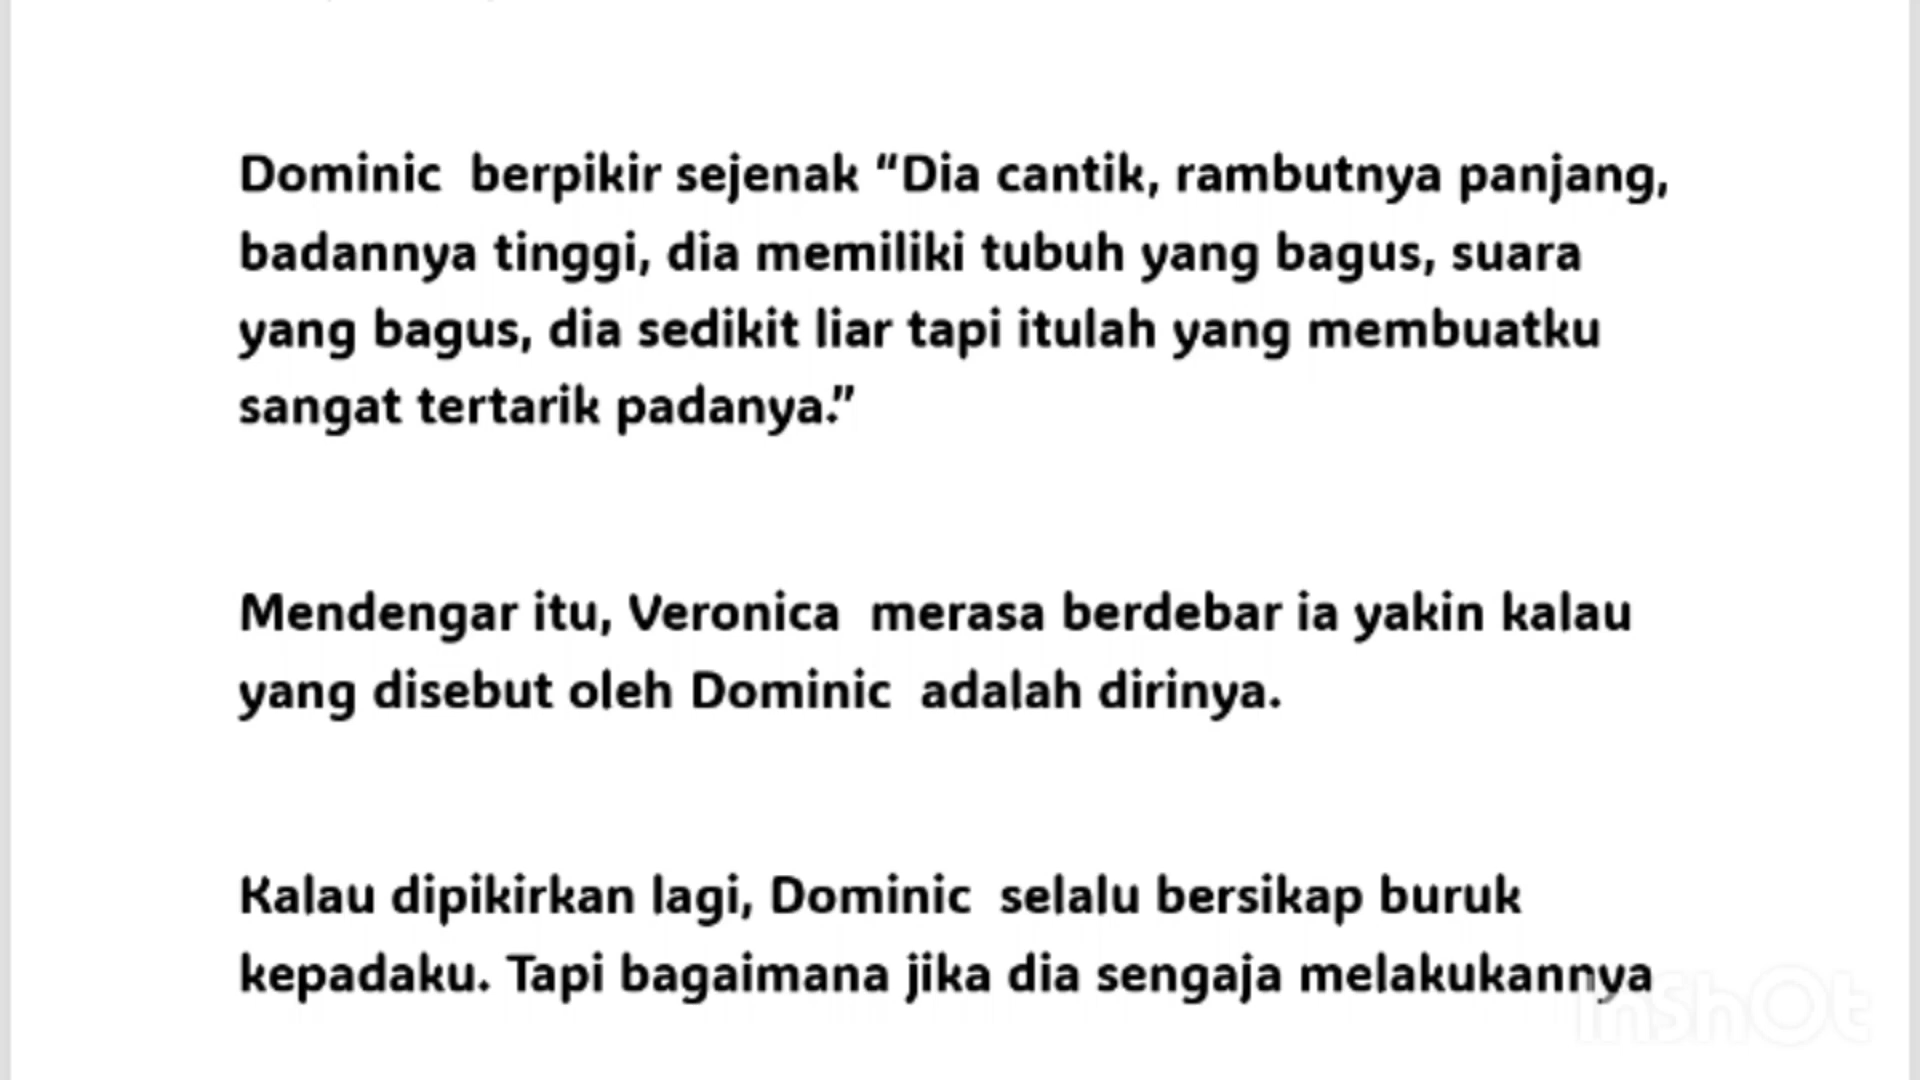 Dominic  berpikir sejenak “Dia cantik, rambutnya panjang,
badannya tinggi, dia memiliki tubuh yang bagus, suara
yang bagus, dia sedikit liar tapi itulah yang membuatku
sangat tertarik padanya.”
Mendengar itu, Veronica  merasa berdebar ia yakin kalau
yang disebut oleh Dominic  adalah dirinya.
Kalau dipikirkan lagi, Dominic  selalu bersikap buruk
kepadaku. Tapi bagaimana jika dia sengaja melakukannya
InShOt